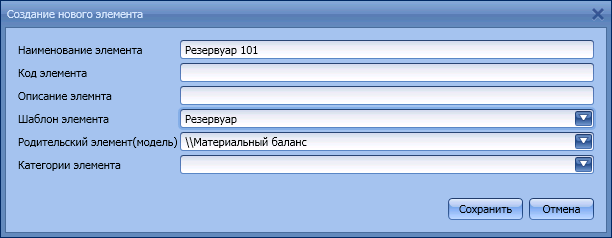 Создание нового элемента
Наименование элемента Резервуар 101
Код элемента
Описание элемнта
Шаблон элемента Резервуар
Родительский элемент(модель) \\Материальный баланс
Категории элемента
Сохранить Отмена